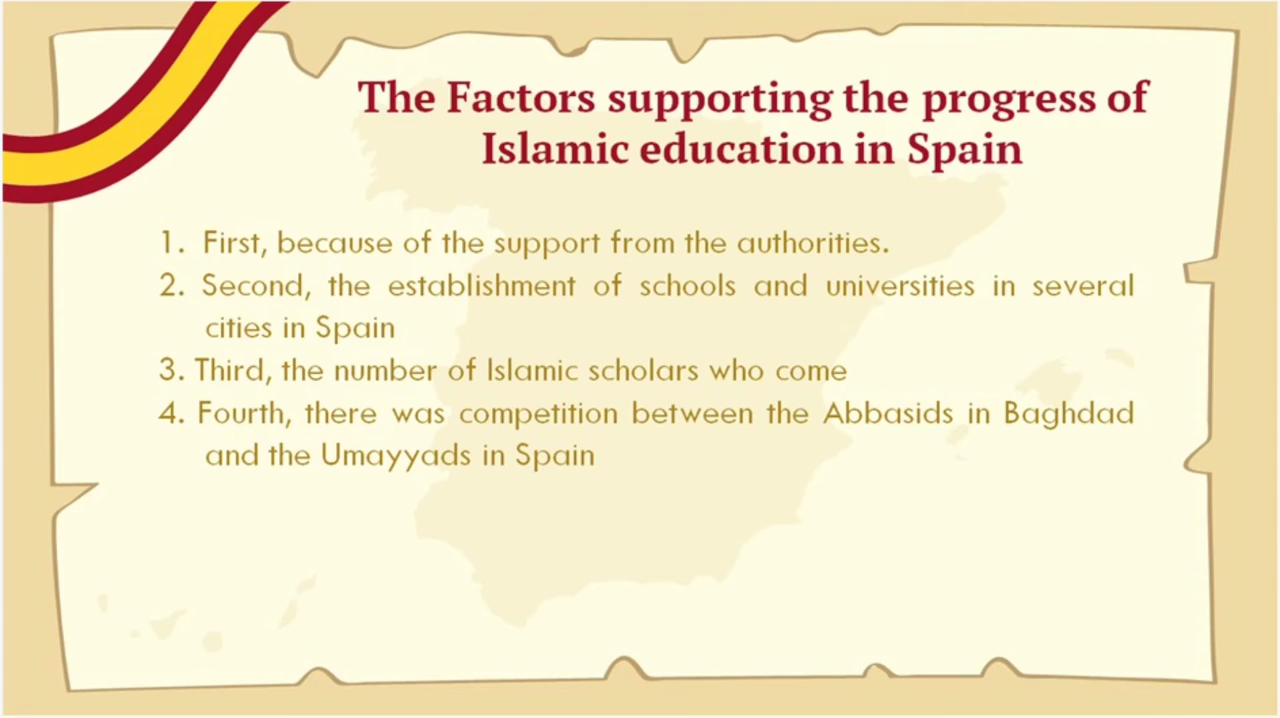 The Factors supporting the progress of
Islamic education in Spain
1. First, because of the support from the authorities.
2. Second, the establishment of schools and universities in several
cities in Spain
3. Third, the number of Islamic scholars who come
4. Fourth, there was competition between the Abbasids in Baghdad
and the Umayyads in Spain